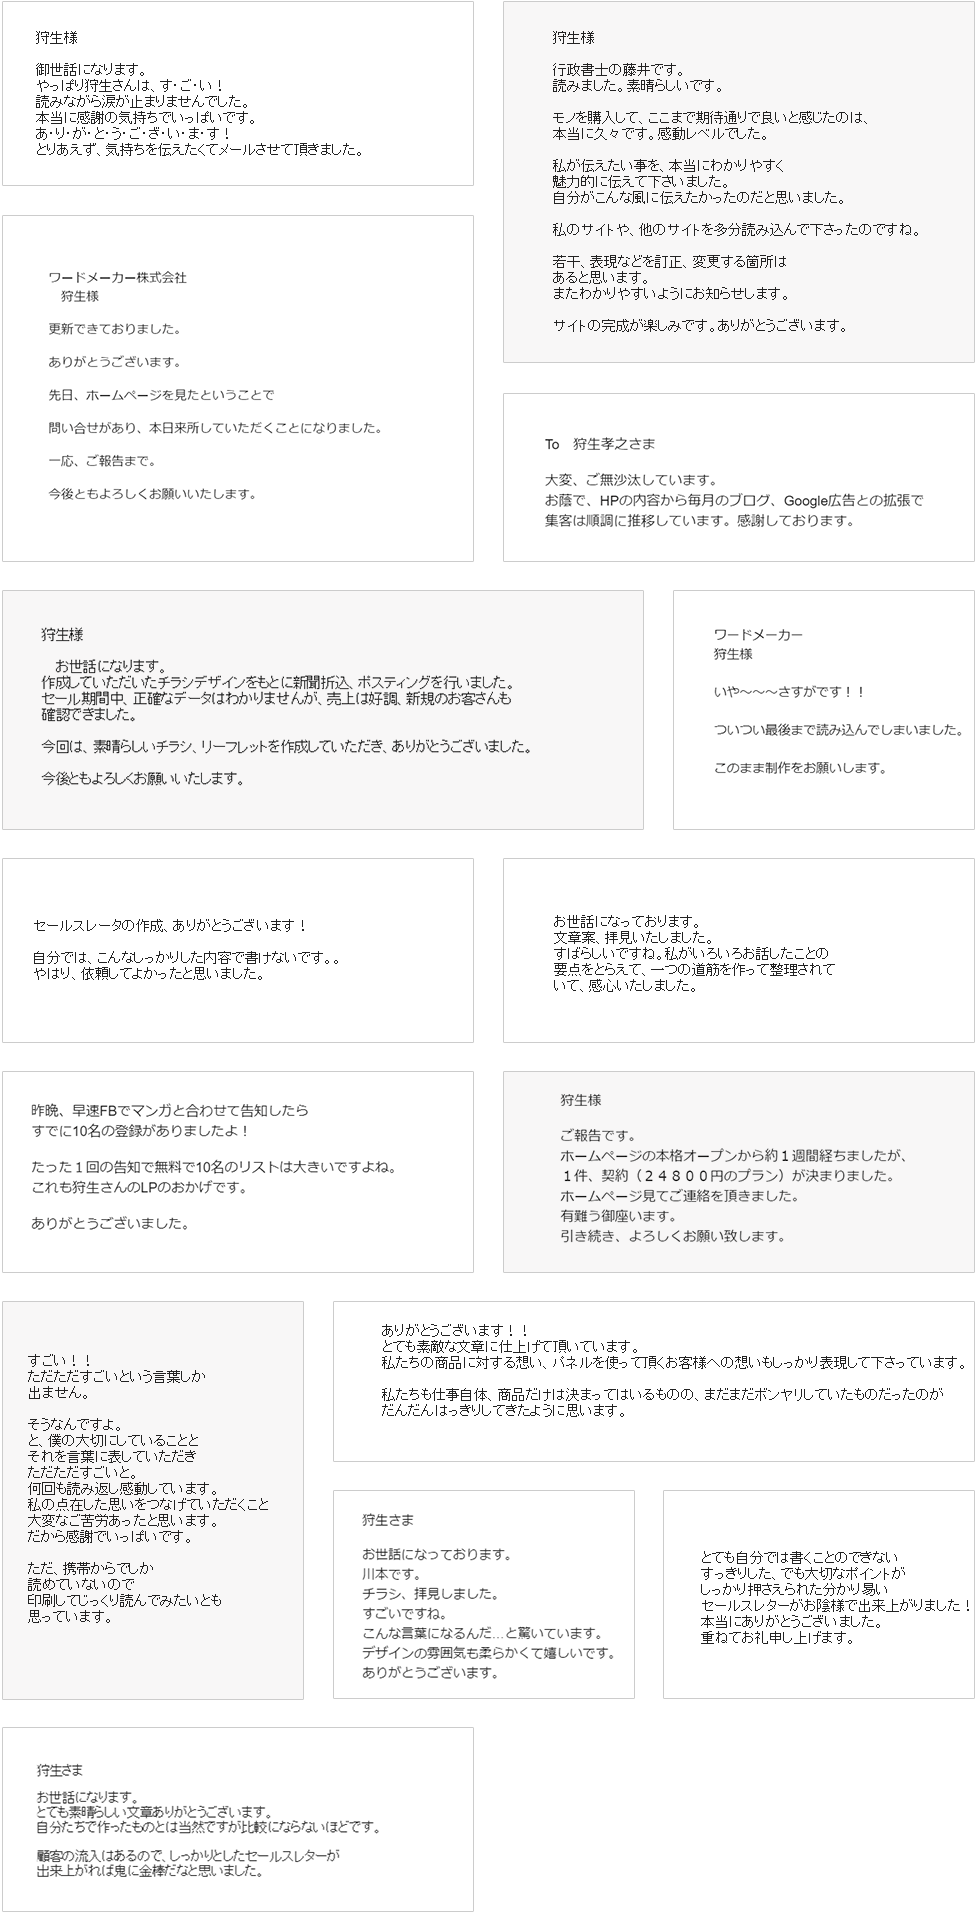 狩生様
御世話になります。
やっぱり狩生さんは、す・ご・い！
読みながら涙が止まりませんでした。
本当に感謝の気持ちでいっぱいです。
あ・り・が・と・う・ご・ざ・い・ま・す！
とりあえず、気持ちを伝えたくてメールさせて頂きました。
狩生様
行政書士の藤井です。
読みました。素晴らしいです。
モノを購入して、ここまで期待通りで良いと感じたのは、
本当に久々です。感動レベルでした。
私が伝えたい事を、本当にわかりやすく
魅力的に伝えて下さいました。
自分がこんな風に伝えたかったのだと思いました。
私のサイトや、他のサイトを多分読み込んで下さったのですね。
若干、表現などを訂正、変更する箇所は
あると思います。
またわかりやすいようにお知らせします。
サイトの完成が楽しみです。ありがとうございます。
ワードメーカー株式会社
狩生様
更新できておりました。
ありがとうございます。
先日、ホームページを見たということで
問い合せがあり、本日来所していただくことになりました。
一応、ご報告まで。
今後ともよろしくお願いいたします。
To　狩生孝之さま
大変、ご無沙汰しています。
お蔭で、HPの内容から毎月のブログ、Google広告との拡張で
集客は順調に推移しています。感謝しております。
狩生様
お世話になります。
作成していただいたチラシデザインをもとに新聞折込、ポスティングを行いました。
セール期間中、正確なデータはわかりませんが、売上は好調、新規のお客さんも
確認できました。
今回は、素晴らしいチラシ、リーフレットを作成していただき、ありがとうございました。
今後ともよろしくお願いいたします。
ワードメーカー
狩生様
いや～～～さすがです！！
ついつい最後まで読み込んでしまいました。
このまま制作をお願いします。
セールスレータの作成、ありがとうございます！
自分では、こんなしっかりした内容で書けないです。。
やはり、依頼してよかったと思いました。
お世話になっております。
文章案、拝見いたしました。
すばらしいですね。私がいろいろお話したことの
要点をとらえて、一つの道筋を作って整理されて
いて、感心いたしました。
昨晩、早速FBでマンガと合わせて告知したら
すでに10名の登録がありましたよ！
たった１回の告知で無料で10名のリストは大きいですよね。
これも狩生さんのLPのおかげです。
ありがとうございました。
狩生様
ご報告です。
ホームページの本格オープンから約１週間経ちましたが、
１件、契約（２４８００円のプラン）が決まりました。
ホームページ見てご連絡を頂きました。
有難う御座います。
引き続き、よろしくお願い致します。
すごい！！
ただただすごいという言葉しか
出ません。
そうなんですよ。
と、僕の大切にしていることと
それを言葉に表していただき
ただただすごいと。
何回も読み返し感動しています。
私の点在した思いをつなげていただくこと
大変なご苦労あったと思います。
だから感謝でいっぱいです。
ただ、携帯からでしか
読めていないので
印刷してじっくり読んでみたいとも
思っています。
ありがとうございます！！
とても素敵な文章に仕上げて頂いています。
私たちの商品に対する想い、パネルを使って頂くお客様への想いもしっかり表現して下さっています。
私たちも仕事自体、商品だけは決まってはいるものの、まだまだボンヤリしていたものだったのが
だんだんはっきりしてきたように思います。
狩生さま
お世話になっております。
川本です。
チラシ、拝見しました。
すごいですね。
こんな言葉になるんだ…と驚いています。
デザインの雰囲気も柔らかくて嬉しいです。
ありがとうございます。
とても自分では書くことのできない
すっきりした、でも大切なポイントが
しっかり押さえられた分かり易い
セールスレターがお陰様で出来上がりました！
本当にありがとうございました。
重ねてお礼申し上げます。
狩生さま
お世話になります。
とても素晴らしい文章ありがとうございます。
自分たちで作ったものとは当然ですが比較にならないほどです。
顧客の流入はあるので、しっかりとしたセールスレターが
出来上がれば鬼に金棒だなと思いました。